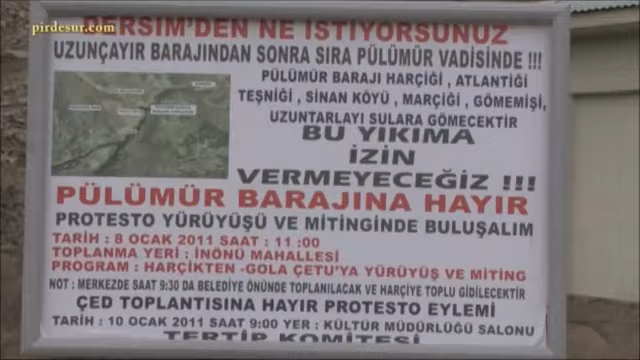 pirdesur.com
DERSİM'DEN NE İSTİYORSUNUZ
UZUNÇAYIR BARAJINDAN SONRA SIRA PÜLÜMÜR VADİSİNDE !!!
PÜLÜMÜR BARAJI HARÇİĞİ , ATLANTİĞİ
TEŞNİĞİ , SİNAN KÖYÜ , MARÇİĞİ , GÖMEMİŞİ,
UZUNTARLAYI SULARA GÖMECEKTİR
BU YIKIMA
İZİN
VERMEYECEĞİZ !!!
PÜLÜMÜR BARAJINA HAYIR
PROTESTO YÜRÜYÜŞÜ VE MİTİNGİNDE BULUŞALIM
TARİH : 8 OCAK 2011 SAAT : 11 :00
TOPLANMA YERİ : İNÖNÜ MAHALLESİ
PROGRAM : HARÇİKTEN -GOLA ÇETU'YA YÜRÜYÜŞ VE MİTİNG
NOT : MERKEZDE SAAT 9:30 DA BELEDİYE ÖNÜNDE TOPLANILACAK VE HARÇİYE TOPLU GİDİLECEKTİR
ÇED TOPLANTISINA HAYIR PROTESTO EYLEMİ
TARİH : 10 OCAK 2011 SAAT 9:00 YER : KÜLTÜR MÜDÜRLÜĞÜ SALONU
TERTİP KOMİTESİ